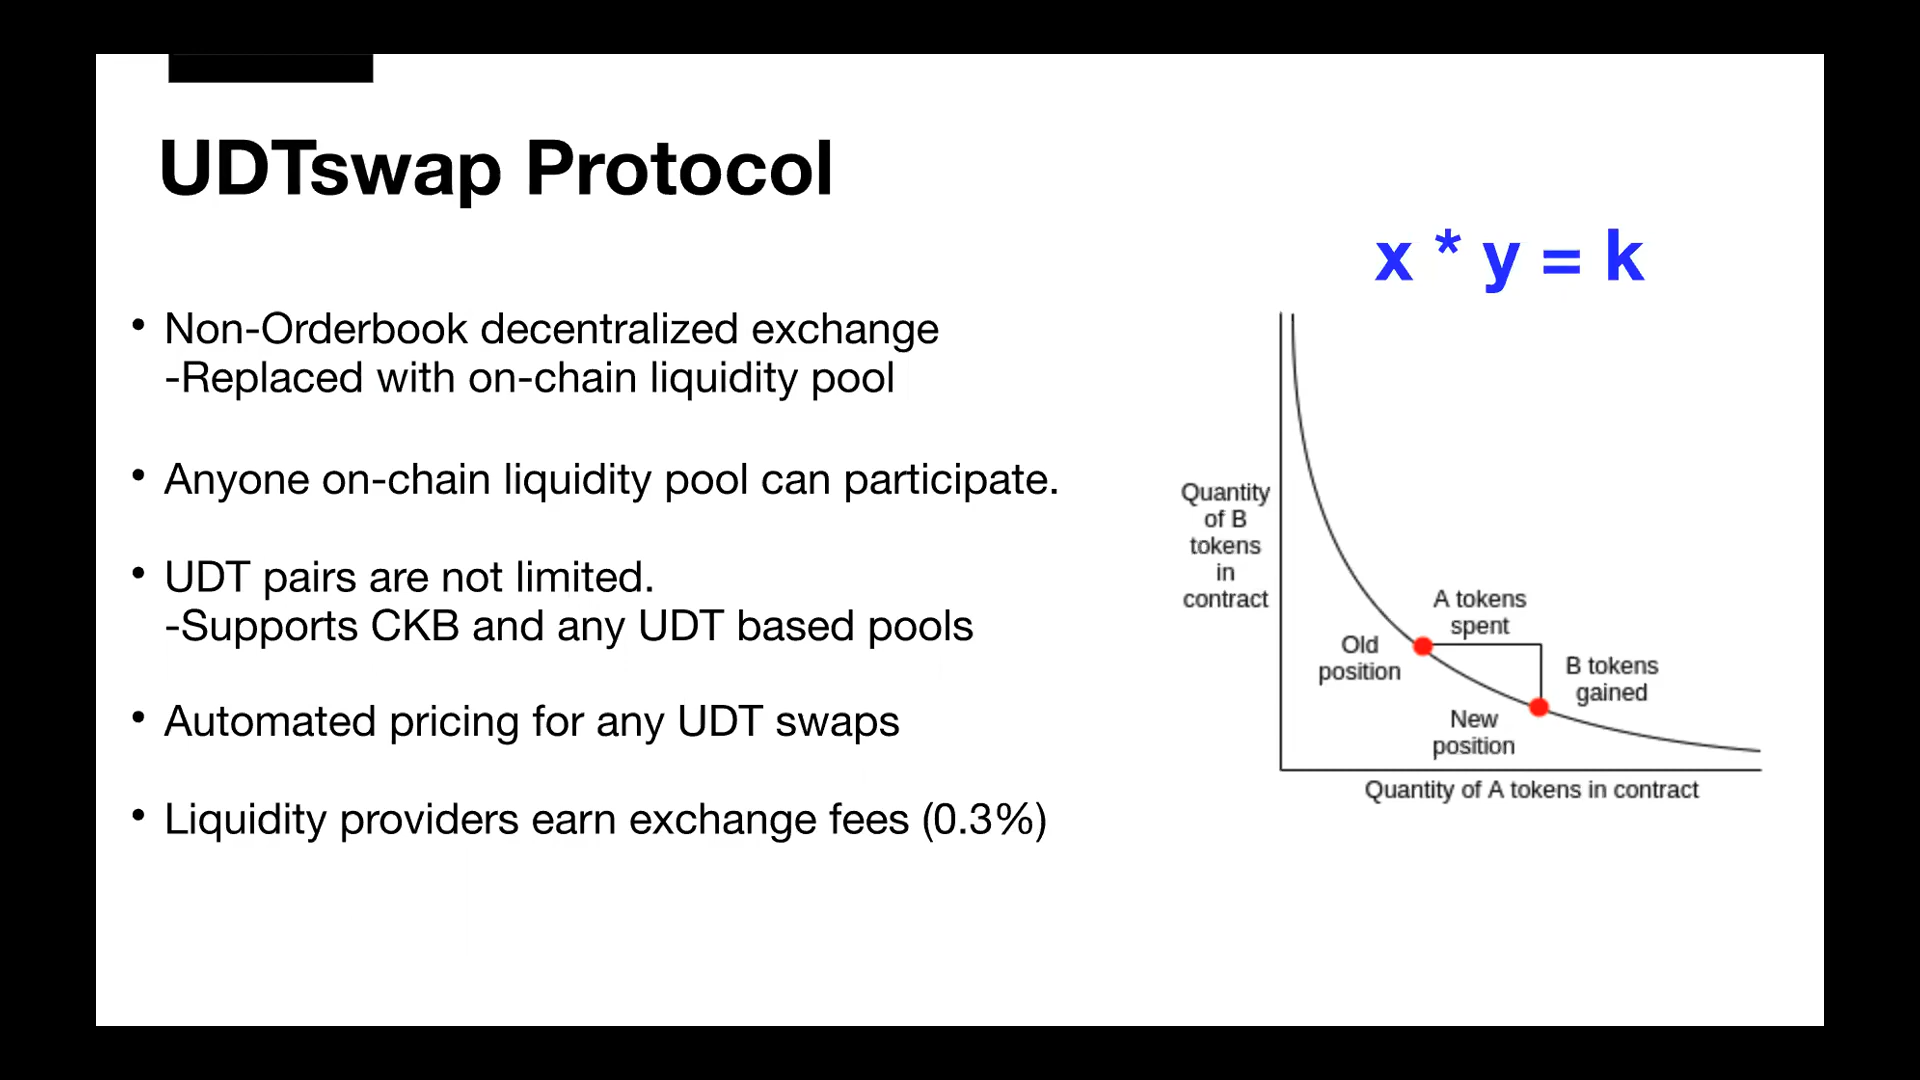 UDTswap Protocol
• Non-Orderbook decentralized exchange
-Replaced with on-chain liquidity pool
• Anyone on-chain liquidity pool can participate.
• UDT pairs are not limited.
-Supports CKB and any UDT based pools
• Automated pricing for any UDT swaps
• Liquidity providers earn exchange fees (0.3%)
x * y = k
Quantity
of B
tokens
in
contract
A tokens
spent
Old
position
B tokens
gained
New
position
Quantity of A tokens in contract